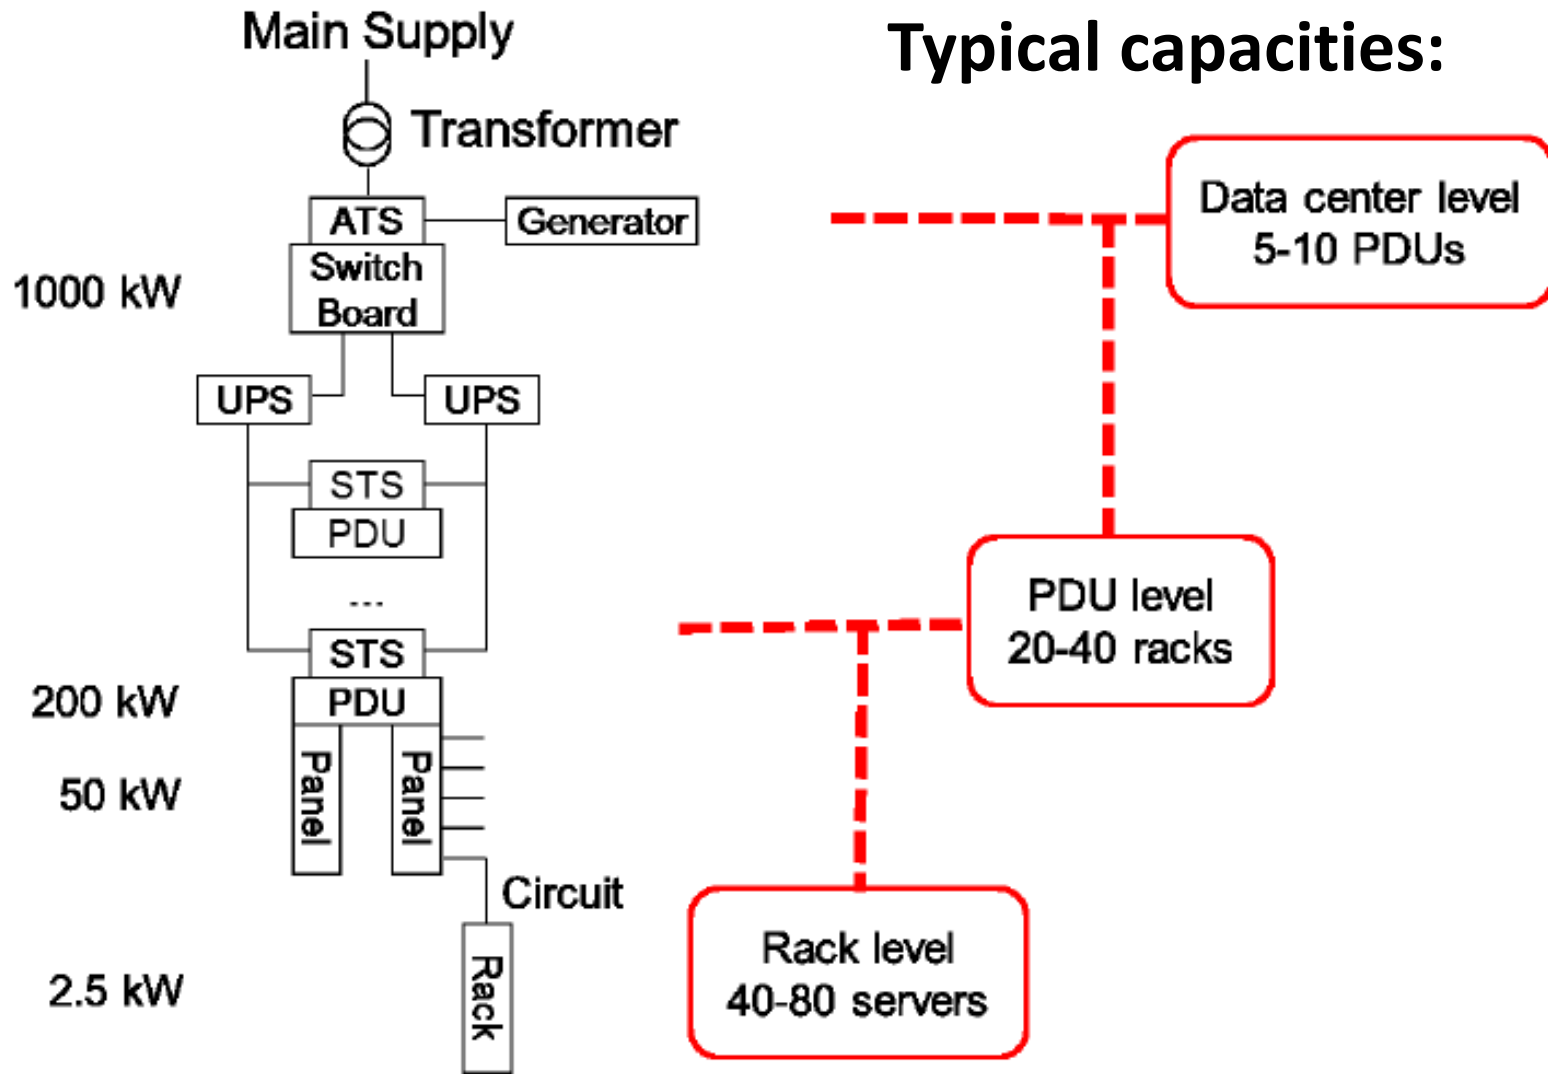 Main Supply
Typical capacities:
Transformer
ATS
Generator
Data center level
5-10 PDUs
Switch
Board
1000 kW
UPS
UPS
STS
PDU
---
PDU level
20-40 racks
STS
200 kW
PDU
50 kW
Panel
Panel
Circuit
Rack level
40-80 servers
2.5 kW
Rack